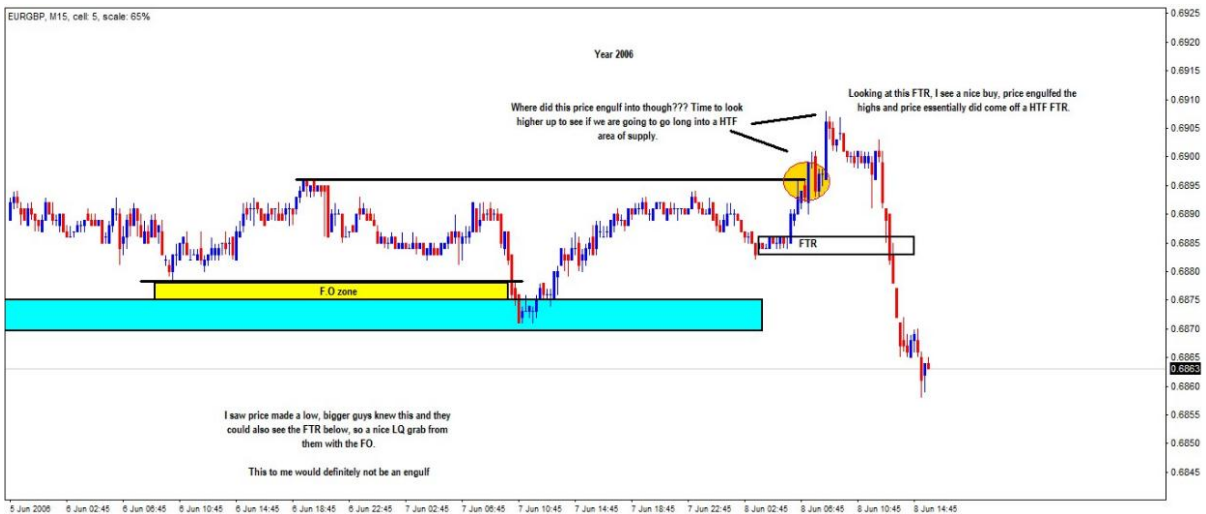 EURGBP, M15, cell: 5, scale: 65%
Year 2006
Where did this price engulf into though??? Time to look
higher up to see if we are going to go long into a HTF
area of supply.
Looking at this FTR, I see a nice buy, price engulfed the
highs and price essentially did come off a HTF FTR.
FTR
F.O zone
I saw price made a low, bigger guys knew this and they
could also see the FTR below, so a nice LQ grab from
them with the FO.
This to me would definitely not be an engulf
0.6925
0.6920
0.6915
0.6910
0.6905
0.6900
0.6895
0.6890
0.6885
0.6880
0.6875
0.6870
0.6865
0.6863
0.6860
0.6855
0.6850
0.6845
5 Jun 2006 6 Jun 02:45 6 Jun 06:45 6 Jun 10:45 6 Jun 14:45 6 Jun 18:45 6 Jun 22:45 7 Jun 02:45 7 Jun 06:45 7 Jun 10:45 7 Jun 14:45 7 Jun 18:45 7 Jun 22:45 8 Jun 02:45 8 Jun 06:45 8 Jun 10:45 8 Jun 14:45